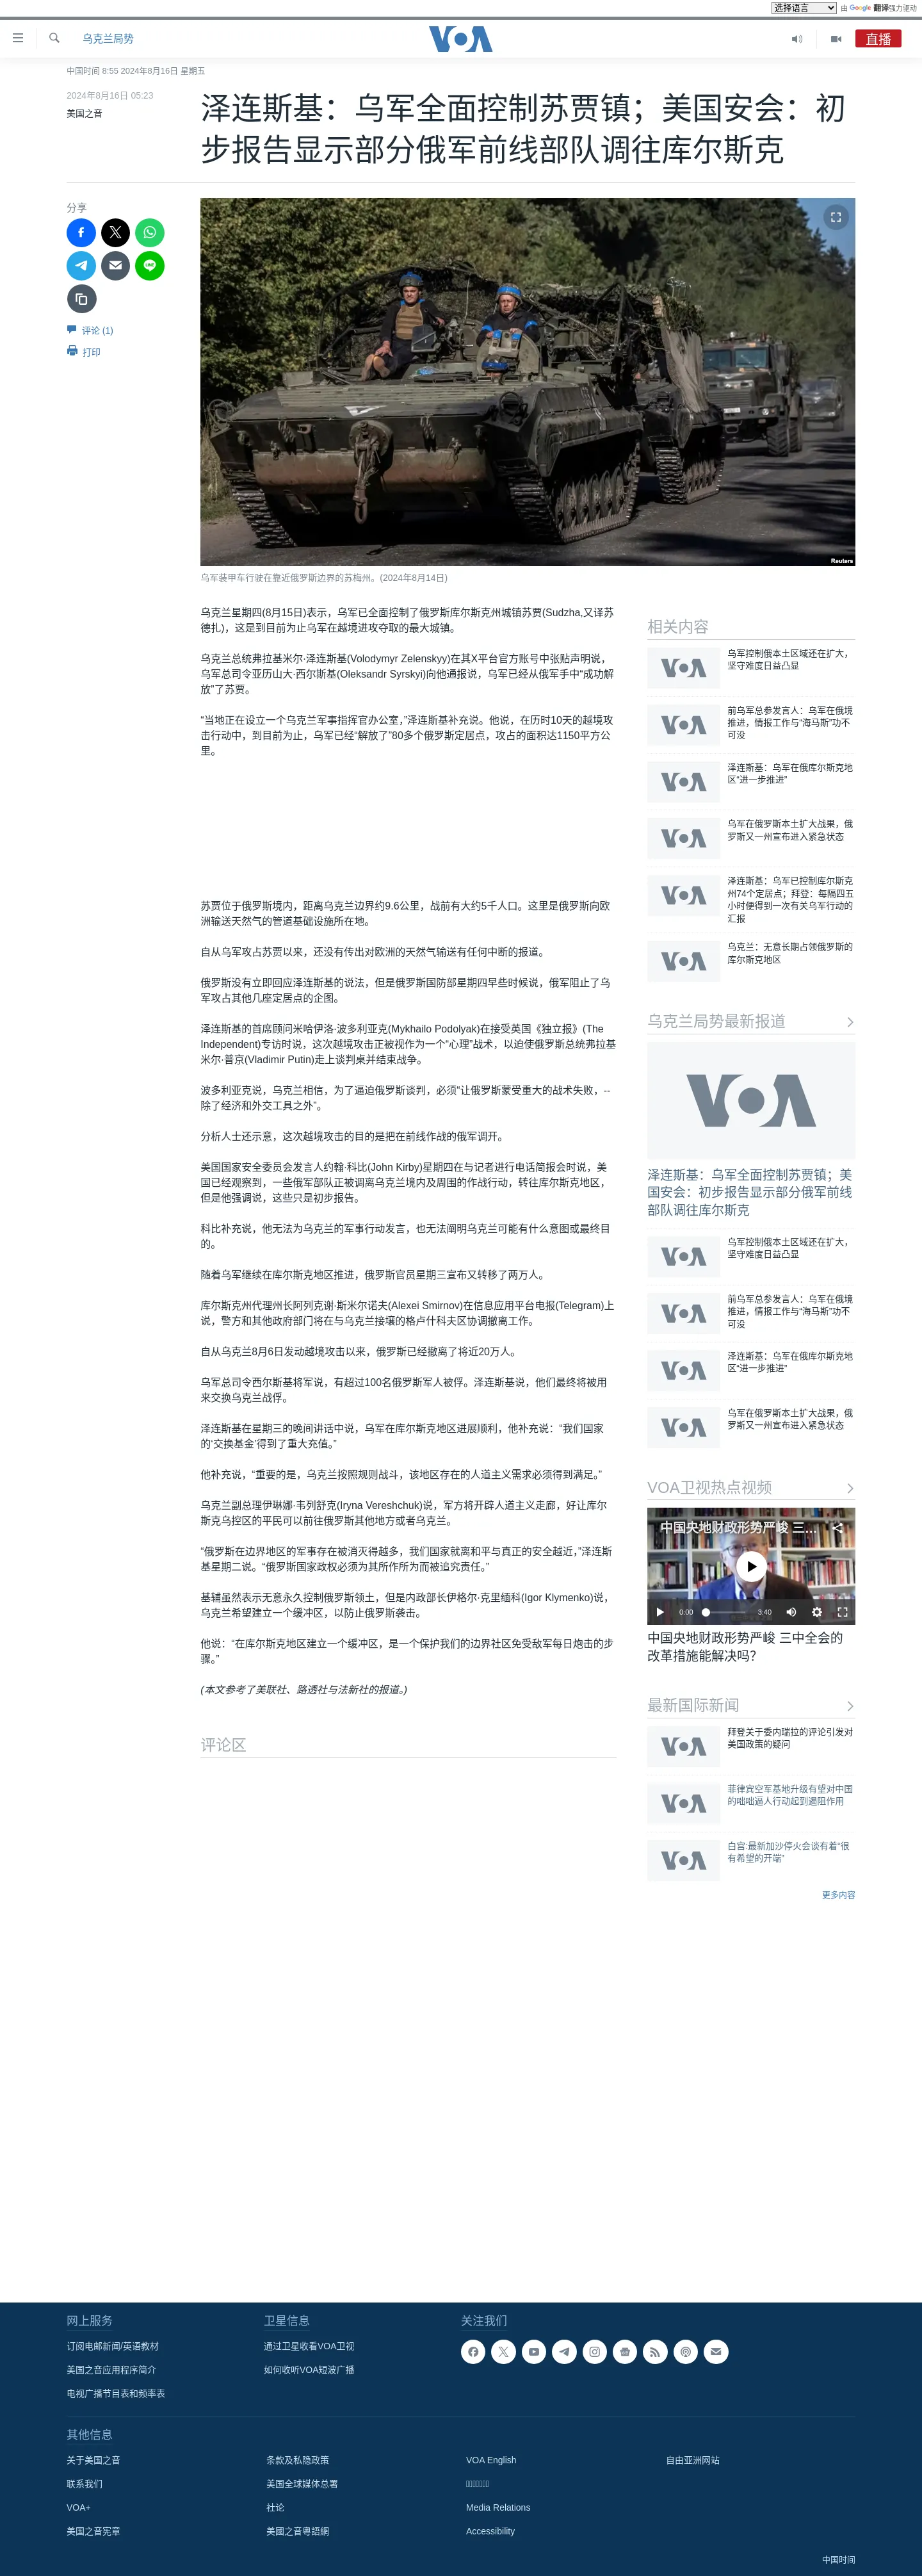 选择语言 由 Google 翻译强力驱动
乌克兰局势
VOA
直播
中国时间 8:55 2024年8月16日 星期五
2024年8月16日 05:23
美国之音
泽连斯基：乌军全面控制苏贾镇；美国安会：初
步报告显示部分俄军前线部队调往库尔斯克
分享
评论 (1)
打印
Reuters
乌军装甲车行驶在靠近俄罗斯边界的苏梅州。(2024年8月14日)
乌克兰星期四(8月15日)表示，乌军已全面控制了俄罗斯库尔斯克州城镇苏贾(Sudzha,又译苏
德扎)，这是到目前为止乌军在越境进攻夺取的最大城镇。
乌克兰总统弗拉基米尔·泽连斯基(Volodymyr Zelenskyy)在其X平台官方账号中张贴声明说，
乌军总司令亚历山大·西尔斯基(Oleksandr Syrskyi)向他通报说，乌军已经从俄军手中“成功解
放”了苏贾。
“当地正在设立一个乌克兰军事指挥官办公室，”泽连斯基补充说。他说，在历时10天的越境攻
击行动中，到目前为止，乌军已经“解放了”80多个俄罗斯定居点，攻占的面积达1150平方公
里。
苏贾位于俄罗斯境内，距离乌克兰边界约9.6公里，战前有大约5千人口。这里是俄罗斯向欧
洲输送天然气的管道基础设施所在地。
自从乌军攻占苏贾以来，还没有传出对欧洲的天然气输送有任何中断的报道。
俄罗斯没有立即回应泽连斯基的说法，但是俄罗斯国防部星期四早些时候说，俄军阻止了乌
军攻占其他几座定居点的企图。
泽连斯基的首席顾问米哈伊洛·波多利亚克(Mykhailo Podolyak)在接受英国《独立报》(The
Independent)专访时说，这次越境攻击正被视作为一个“心理”战术，以迫使俄罗斯总统弗拉基
米尔·普京(Vladimir Putin)走上谈判桌并结束战争。
波多利亚克说，乌克兰相信，为了逼迫俄罗斯谈判，必须“让俄罗斯蒙受重大的战术失败，--
除了经济和外交工具之外”。
分析人士还示意，这次越境攻击的目的是把在前线作战的俄军调开。
美国国家安全委员会发言人约翰·科比(John Kirby)星期四在与记者进行电话简报会时说，美
国已经观察到，一些俄军部队正被调离乌克兰境内及周围的作战行动，转往库尔斯克地区，
但是他强调说，这些只是初步报告。
科比补充说，他无法为乌克兰的军事行动发言，也无法阐明乌克兰可能有什么意图或最终目
的。
随着乌军继续在库尔斯克地区推进，俄罗斯官员星期三宣布又转移了两万人。
库尔斯克州代理州长阿列克谢·斯米尔诺夫(Alexei Smirnov)在信息应用平台电报(Telegram)上
说，警方和其他政府部门将在与乌克兰接壤的格卢什科夫区协调撤离工作。
自从乌克兰8月6日发动越境攻击以来，俄罗斯已经撤离了将近20万人。
乌军总司令西尔斯基将军说，有超过100名俄罗斯军人被俘。泽连斯基说，他们最终将被用
来交换乌克兰战俘。
泽连斯基在星期三的晚间讲话中说，乌军在库尔斯克地区进展顺利，他补充说：“我们国家
的‘交换基金’得到了重大充值。”
他补充说，“重要的是，乌克兰按照规则战斗，该地区存在的人道主义需求必须得到满足。”
乌克兰副总理伊琳娜·韦列舒克(Iryna Vereshchuk)说，军方将开辟人道主义走廊，好让库尔
斯克乌控区的平民可以前往俄罗斯其他地方或者乌克兰。
“俄罗斯在边界地区的军事存在被消灭得越多，我们国家就离和平与真正的安全越近，”泽连斯
基星期二说。“俄罗斯国家政权必须为其所作所为而被追究责任。”
基辅虽然表示无意永久控制俄罗斯领土，但是内政部长伊格尔·克里缅科(Igor Klymenko)说，
乌克兰希望建立一个缓冲区，以防止俄罗斯袭击。
他说：“在库尔斯克地区建立一个缓冲区，是一个保护我们的边界社区免受敌军每日炮击的步
骤。”
(本文参考了美联社、路透社与法新社的报道。)
评论区
相关内容
乌军控制俄本土区域还在扩大，
坚守难度日益凸显
前乌军总参发言人：乌军在俄境
推进，情报工作与“海马斯”功不
可没
泽连斯基：乌军在俄库尔斯克地
区“进一步推进”
乌军在俄罗斯本土扩大战果，俄
罗斯又一州宣布进入紧急状态
泽连斯基：乌军已控制库尔斯克
州74个定居点；拜登：每隔四五
小时便得到一次有关乌军行动的
汇报
乌克兰：无意长期占领俄罗斯的
库尔斯克地区
乌克兰局势最新报道
VOA
泽连斯基：乌军全面控制苏贾镇；美
国安会：初步报告显示部分俄军前线
部队调往库尔斯克
乌军控制俄本土区域还在扩大，
坚守难度日益凸显
前乌军总参发言人：乌军在俄境
推进，情报工作与“海马斯”功不
可没
泽连斯基：乌军在俄库尔斯克地
区“进一步推进”
乌军在俄罗斯本土扩大战果，俄
罗斯又一州宣布进入紧急状态
VOA卫视热点视频
中国央地财政形势严峻 三...
0:00 3:40
中国央地财政形势严峻 三中全会的
改革措施能解决吗？
最新国际新闻
拜登关于委内瑞拉的评论引发对
美国政策的疑问
菲律宾空军基地升级有望对中国
的咄咄逼人行动起到遏阻作用
白宫:最新加沙停火会谈有着“很
有希望的开端”
更多内容
网上服务
订阅电邮新闻/英语教材
美国之音应用程序简介
电视广播节目表和频率表
卫星信息
通过卫星收看VOA卫视
如何收听VOA短波广播
关注我们
其他信息
关于美国之音 条款及私隐政策 VOA English 自由亚洲网站
联系我们 美国全球媒体总署
VOA+ 社论 Media Relations
美国之音宪章 美國之音粵語網 Accessibility
中国时间